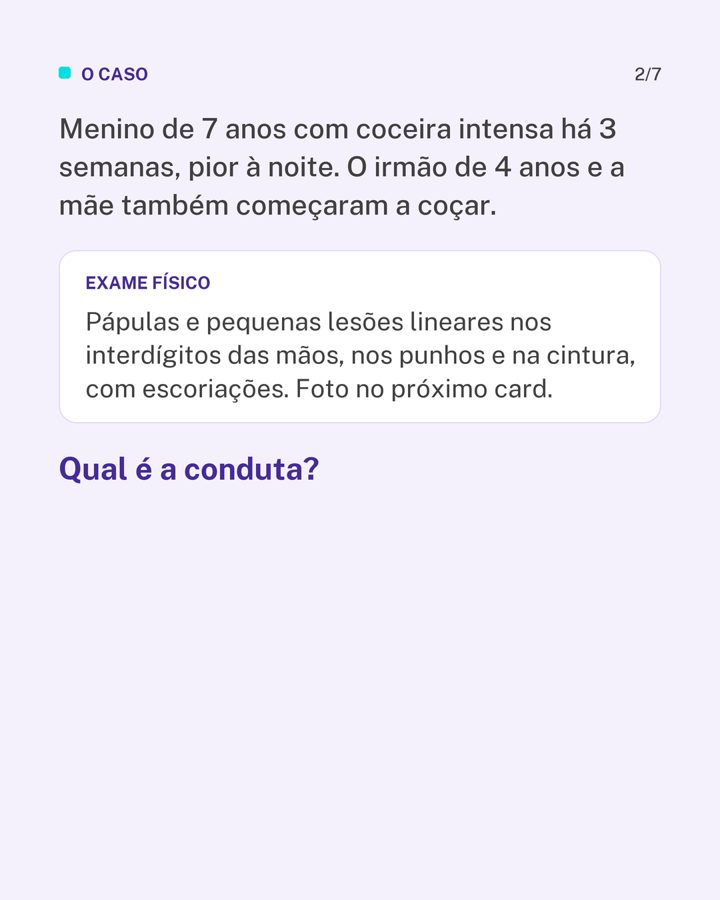 O CASO
2/7
Menino de 7 anos com coceira intensa há 3
semanas, pior à noite. O irmão de 4 anos e a
mãe também começaram a coçar.
EXAME FÍSICO
Pápulas e pequenas lesões lineares nos
interdígitos das mãos, nos punhos e na cintura,
com escoriações. Foto no próximo card.
Qual é a conduta?